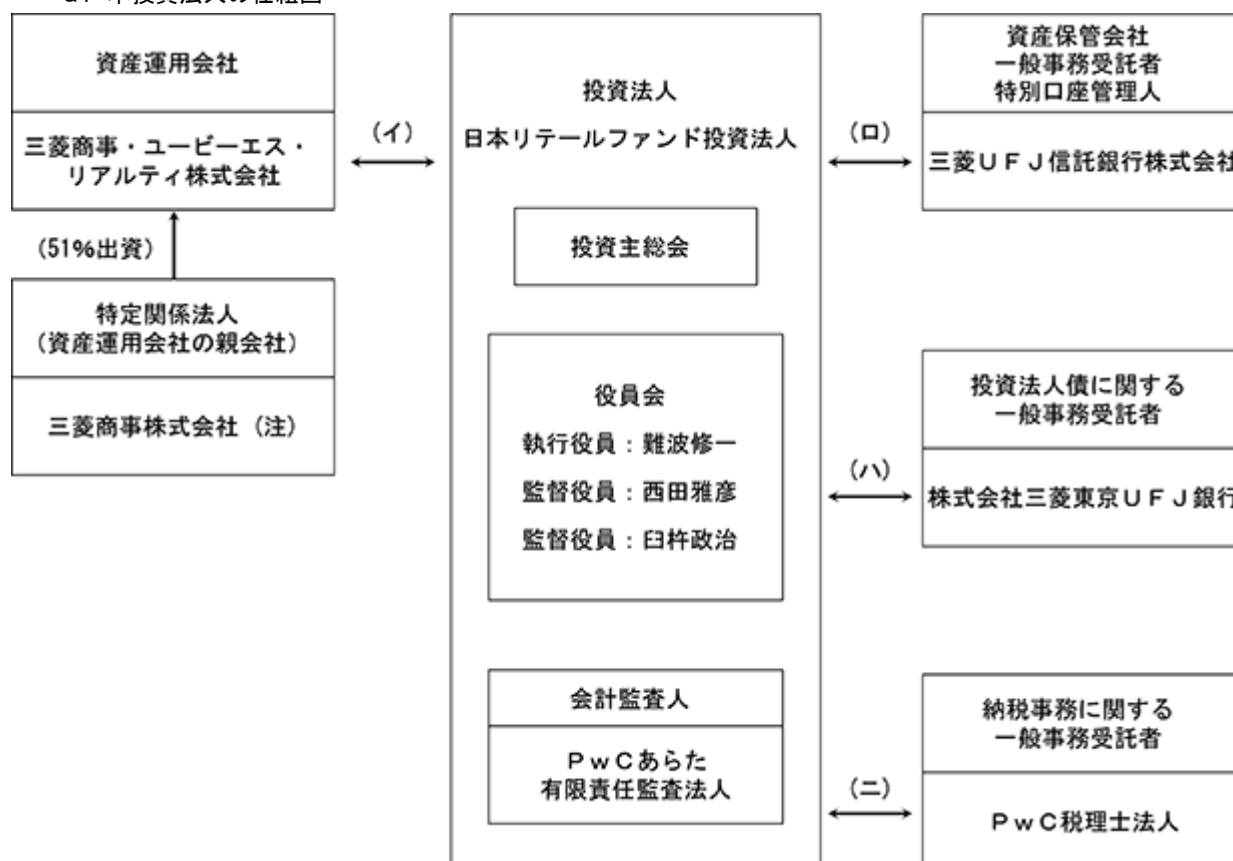 資産運用会社
三菱商事・ユービーエス・
リアルティ株式会社
(51%出資)
特定関係法人
(資産運用会社の親会社)
三菱商事株式会社(注)
(イ)
投資法人
日本リテールファンド投資法人
投資主総会
役員会
執行役員:難波修一
監督役員:西田雅彦
監督役員:臼杵政治
会計監査人
PwCあらた
有限責任監査法人
(ロ)
資産保管会社
一般事務受託者
特別口座管理人
三菱UFJ信託銀行株式会社
(ハ)
投資法人債に関する
一般事務受託者
株式会社三菱東京UFJ銀行
(ニ)
納税事務に関する
一般事務受託者
PwC税理士法人